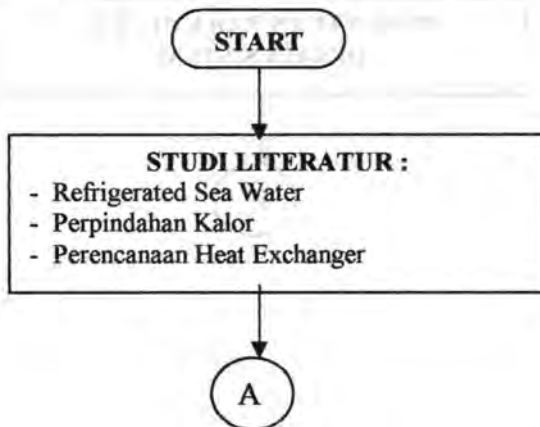 START
STUDI LITERATUR :
- Refrigerated Sea Water
- Perpindahan Kalor
- Perencanaan Heat Exchanger
A